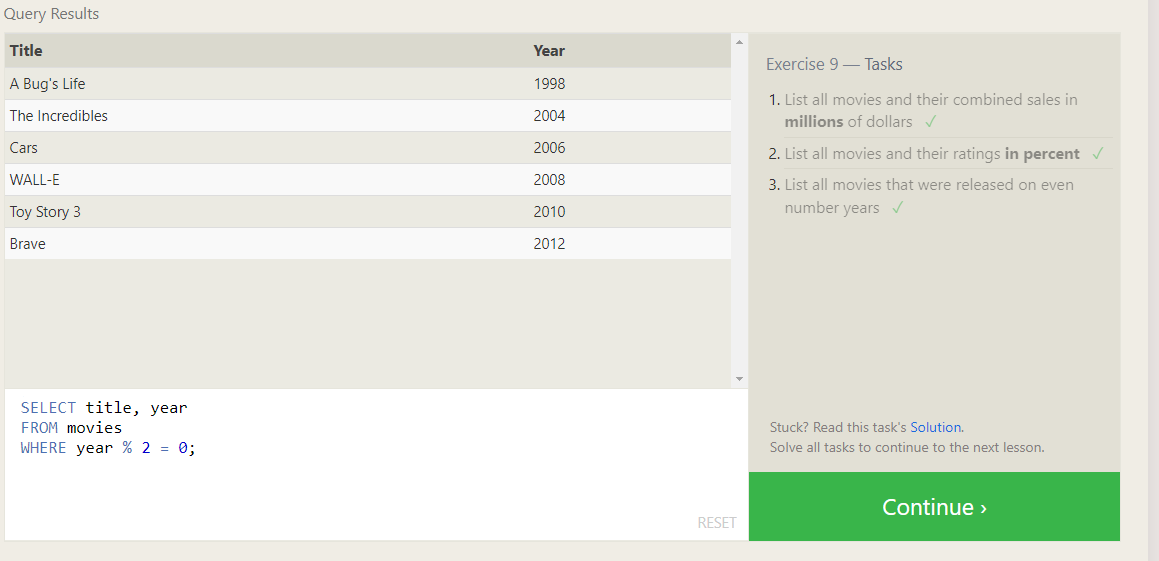 Query Results
Title Year
A Bug's Life 1998
The Incredibles 2004
Cars 2006
WALL-E 2008
Toy Story 3 2010
Brave 2012
SELECT title, year
FROM movies
WHERE year % 2 = 0;
RESET
Exercise 9 — Tasks
1. List all movies and their combined sales in
millions of dollars ✓
2. List all movies and their ratings in percent ✓
3. List all movies that were released on even
number years ✓
Stuck? Read this task's Solution.
Solve all tasks to continue to the next lesson.
Continue ›